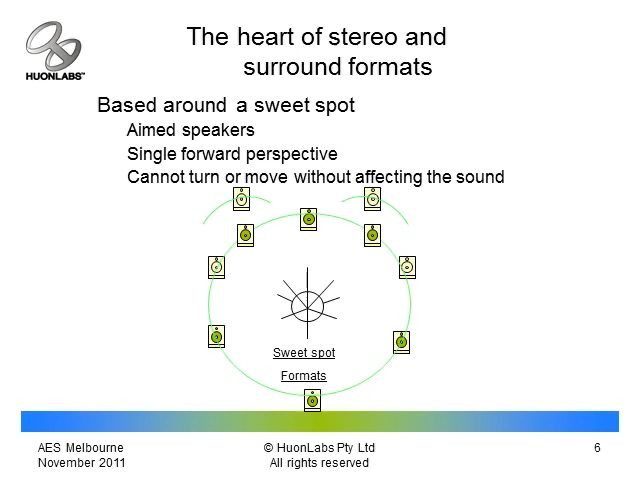 HUONLABS™
The heart of stereo and
surround formats
Based around a sweet spot
Aimed speakers
Single forward perspective
Cannot turn or move without affecting the sound
Sweet spot
Formats
AES Melbourne
November 2011
© HuonLabs Pty Ltd
All rights reserved
6